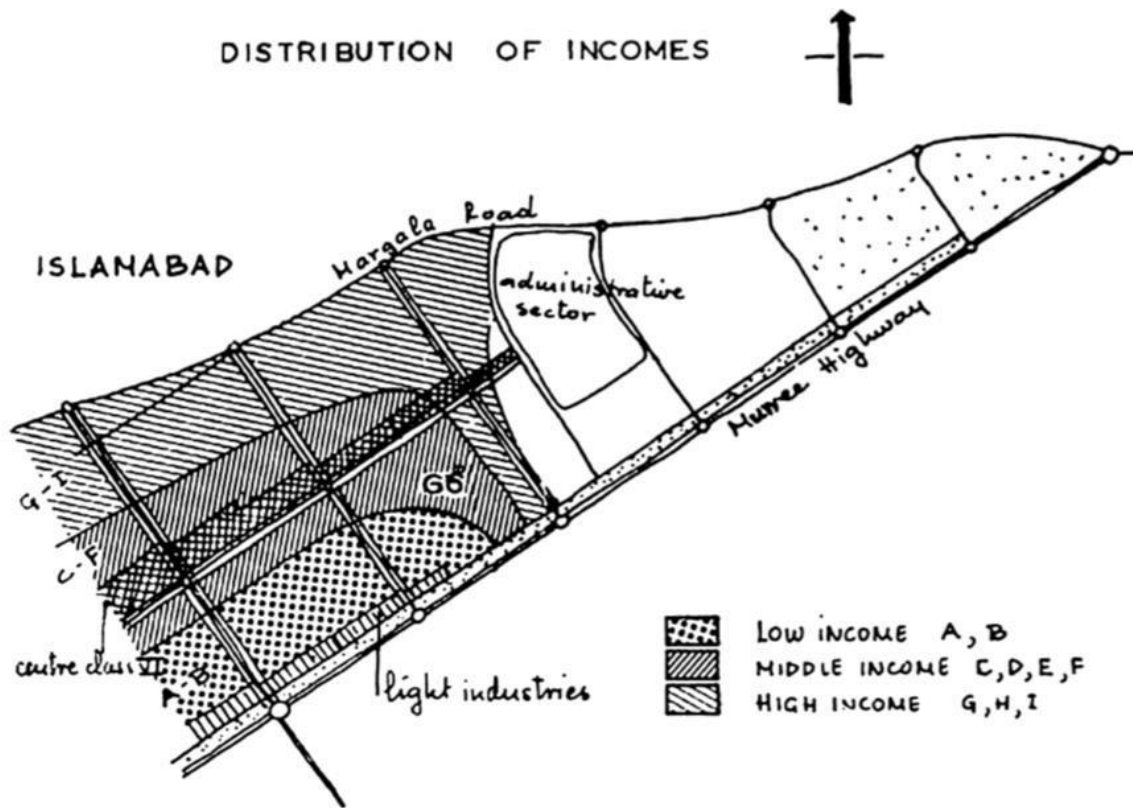 DISTRIBUTION OF INCOMES
ISLAMABAD
Margala Road
administrative
sector
Murree Highway
G-I
C-F
G6
centre class VII
A-B
light industries
LOW INCOME A, B
MIDDLE INCOME C, D, E, F
HIGH INCOME G, H, I